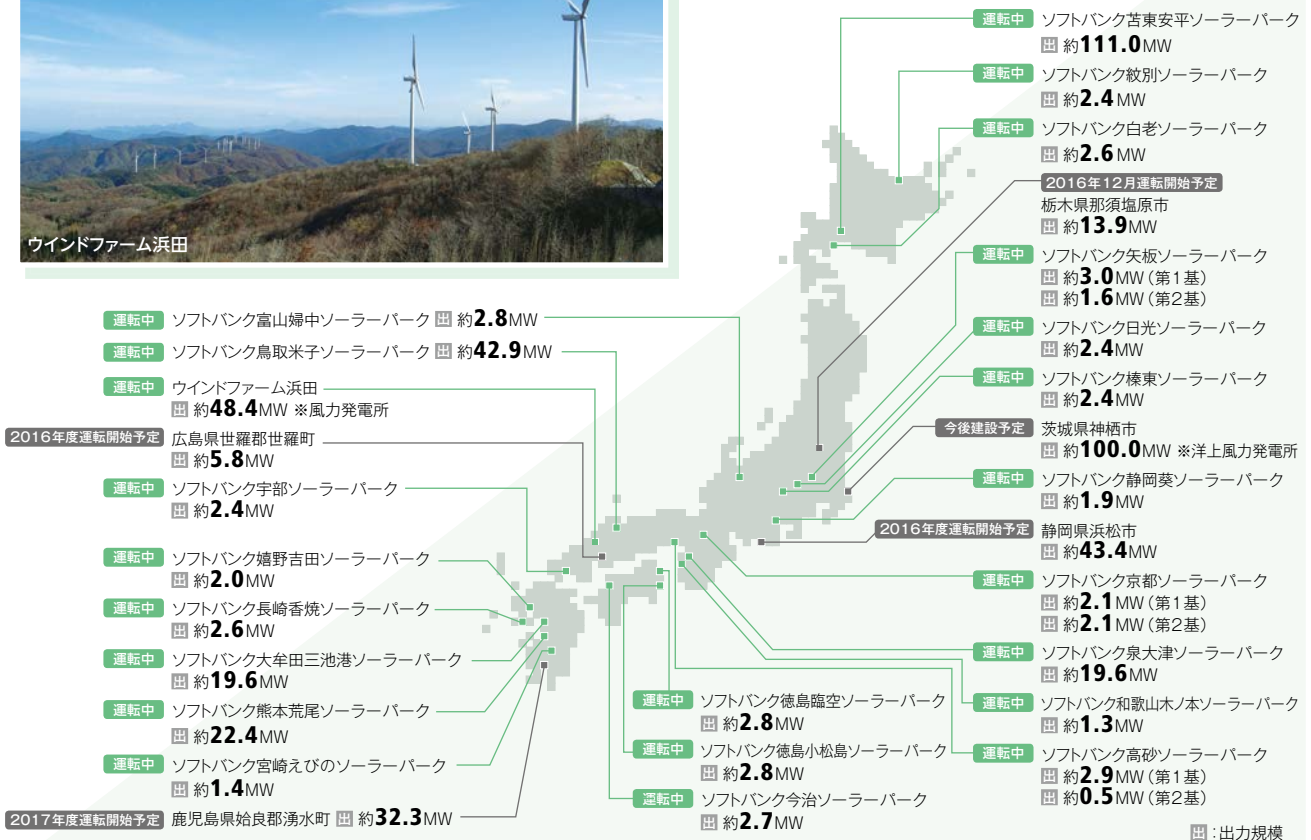 ウインドファーム浜田
運転中 ソフトバンク富山婦中ソーラーパーク 出 約2.8MW
運転中 ソフトバンク鳥取米子ソーラーパーク 出 約42.9MW
運転中 ウインドファーム浜田
出 約48.4MW ※風力発電所
2016年度運転開始予定 広島県世羅郡世羅町
出 約5.8MW
運転中 ソフトバンク宇部ソーラーパーク
出 約2.4MW
運転中 ソフトバンク嬉野吉田ソーラーパーク
出 約2.0MW
運転中 ソフトバンク長崎香焼ソーラーパーク
出 約2.6MW
運転中 ソフトバンク大牟田三池港ソーラーパーク
出 約19.6MW
運転中 ソフトバンク熊本荒尾ソーラーパーク
出 約22.4MW
運転中 ソフトバンク宮崎えびのソーラーパーク
出 約1.4MW
2017年度運転開始予定 鹿児島県姶良郡湧水町 出 約32.3MW
運転中 ソフトバンク徳島臨空ソーラーパーク
出 約2.8MW
運転中 ソフトバンク徳島小松島ソーラーパーク
出 約2.8MW
運転中 ソフトバンク今治ソーラーパーク
出 約2.7MW
運転中 ソフトバンク苫東安平ソーラーパーク
出 約111.0MW
運転中 ソフトバンク紋別ソーラーパーク
出 約2.4MW
運転中 ソフトバンク白老ソーラーパーク
出 約2.6MW
2016年12月運転開始予定
栃木県那須塩原市
出 約13.9MW
運転中 ソフトバンク矢板ソーラーパーク
出 約3.0MW(第1基)
出 約1.6MW(第2基)
運転中 ソフトバンク日光ソーラーパーク
出 約2.4MW
運転中 ソフトバンク榛東ソーラーパーク
出 約2.4MW
今後建設予定 茨城県神栖市
出 約100.0MW ※洋上風力発電所
運転中 ソフトバンク静岡葵ソーラーパーク
出 約1.9MW
2016年度運転開始予定 静岡県浜松市
出 約43.4MW
運転中 ソフトバンク京都ソーラーパーク
出 約2.1MW(第1基)
出 約2.1MW(第2基)
運転中 ソフトバンク泉大津ソーラーパーク
出 約19.6MW
運転中 ソフトバンク和歌山木ノ本ソーラーパーク
出 約1.3MW
運転中 ソフトバンク高砂ソーラーパーク
出 約2.9MW(第1基)
出 約0.5MW(第2基)
出:出力規模